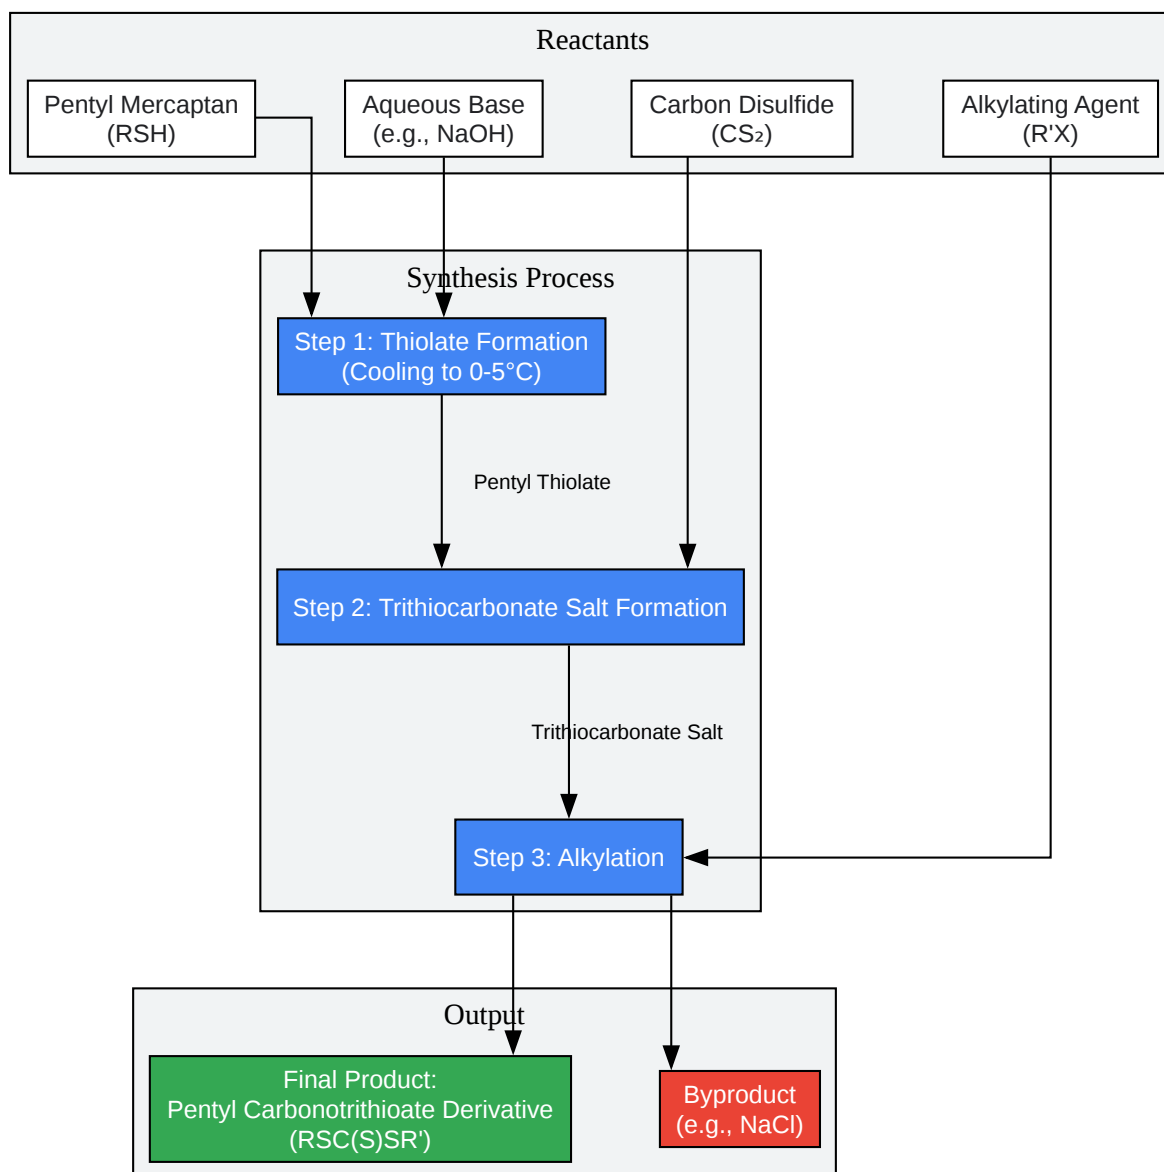 Reactants
Pentyl Mercaptan
(RSH)
Aqueous Base
(e.g., NaOH)
Carbon Disulfide
(CS₂)
Alkylating Agent
(R'X)
Synthesis Process
Step 1: Thiolate Formation
(Cooling to 0-5°C)
Pentyl Thiolate
Step 2: Trithiocarbonate Salt Formation
Trithiocarbonate Salt
Step 3: Alkylation
Output
Final Product:
Pentyl Carbonotrithioate Derivative
(RSC(S)SR')
Byproduct
(e.g., NaCl)